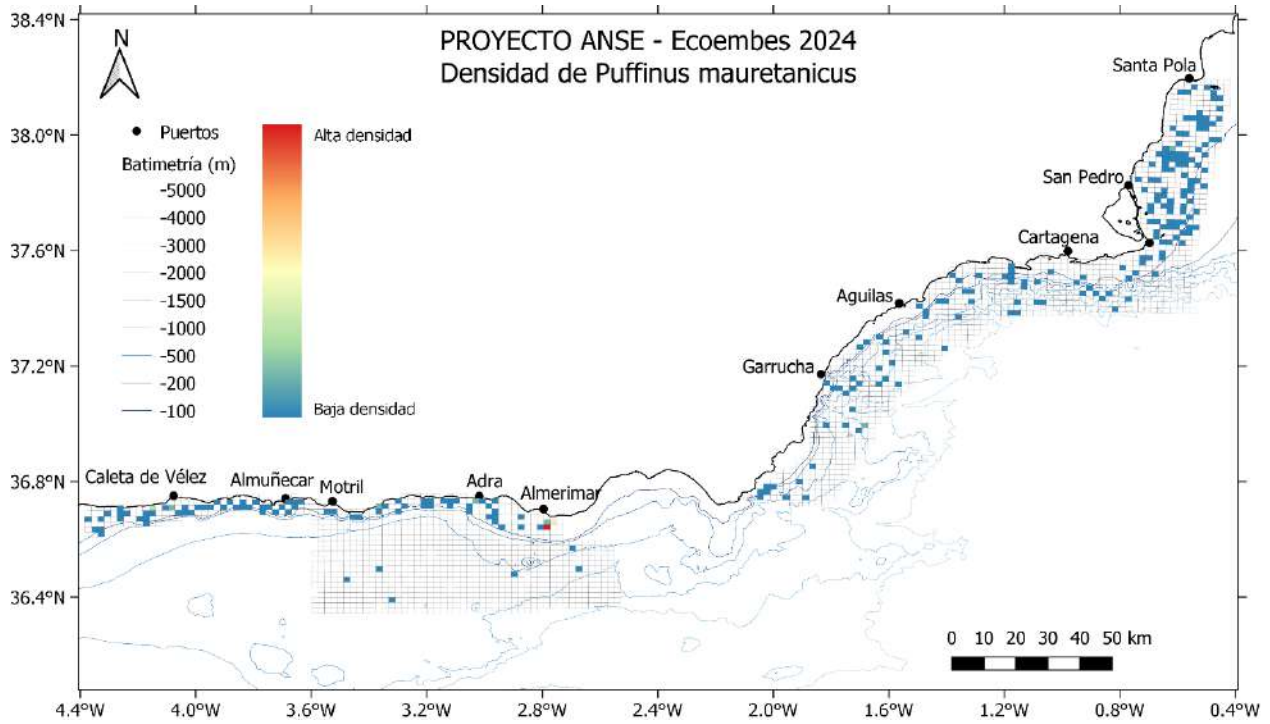 PROYECTO ANSE - Ecoembes 2024
Densidad de Puffinus mauretanicus
N
Puertos
Batimetría (m)
-5000
-4000
-3000
-2000
-1500
-1000
-500
-200
-100
Alta densidad
Baja densidad
Santa Pola
San Pedro
Cartagena
Aguilas
Garrucha
Caleta de Vélez
Almuñecar
Motril
Adra
Almerimar
38.4°N
38.0°N
37.6°N
37.2°N
36.8°N
36.4°N
0 10 20 30 40 50 km
4.4°W 4.0°W 3.6°W 3.2°W 2.8°W 2.4°W 2.0°W 1.6°W 1.2°W 0.8°W 0.4°W